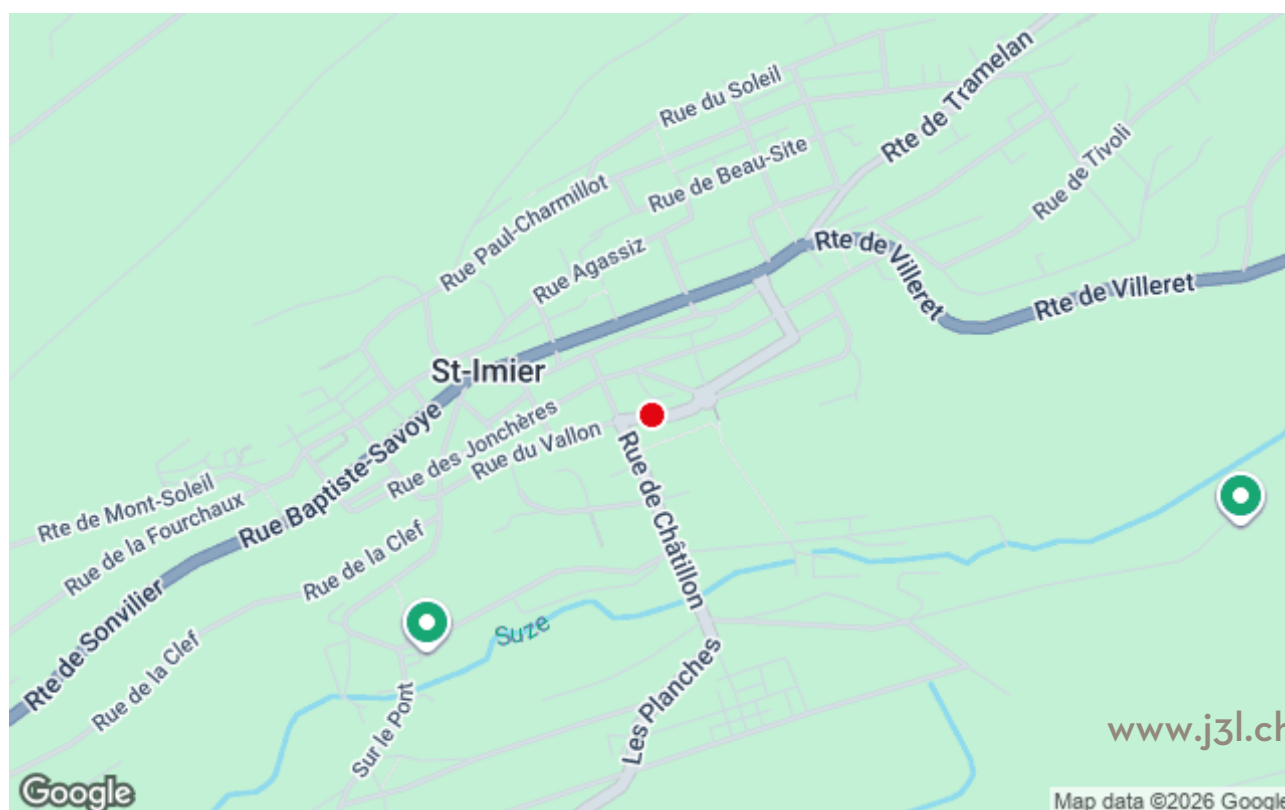 Rue du Soleil
Rte de Tramelan
Rue de Tivoli
Rue de Beau-Site
Rue Paul-Charmillot
Rue Agassiz
Rte de Villeret
Rte de Villeret
St-Imier
Rue des Jonchères
Rue du Vallon
Rue Baptiste-Savoye
Rte de Mont-Soleil
Rue de la Fourchaux
Rue de la Clef
Rue de Châtillon
Rte de Sonvilier
Rue de la Clef
Suze
Sur le Pont
Les Planches
www.j3l.ch
Google
Map data ©2026 Google